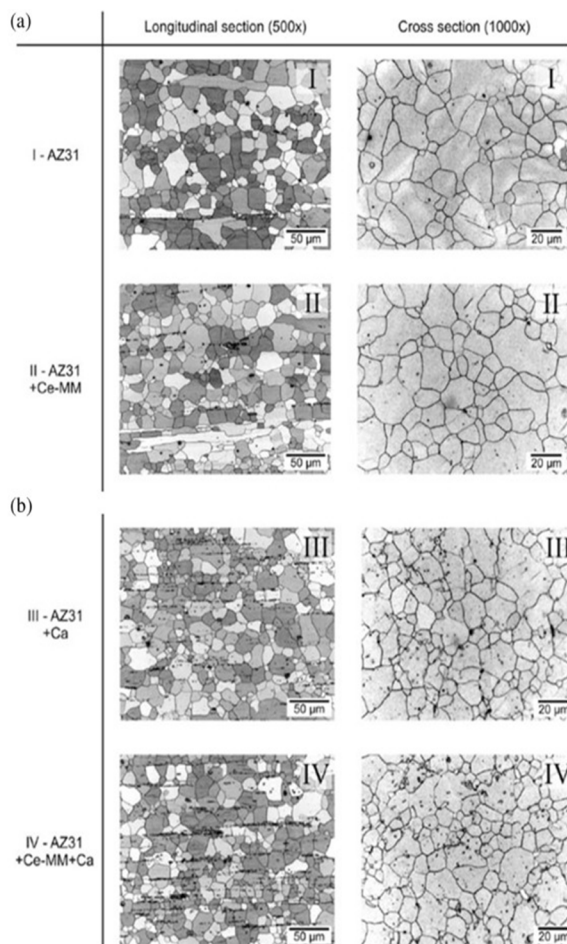 (a)
Longitudinal section (500x)
Cross section (1000x)
I - AZ31
I
50 µm
I
20 µm
II - AZ31
+Ce-MM
II
50 µm
II
20 µm
(b)
III - AZ31
+Ca
III
50 µm
III
20 µm
IV - AZ31
+Ce-MM+Ca
IV
50 µm
IV
20 µm